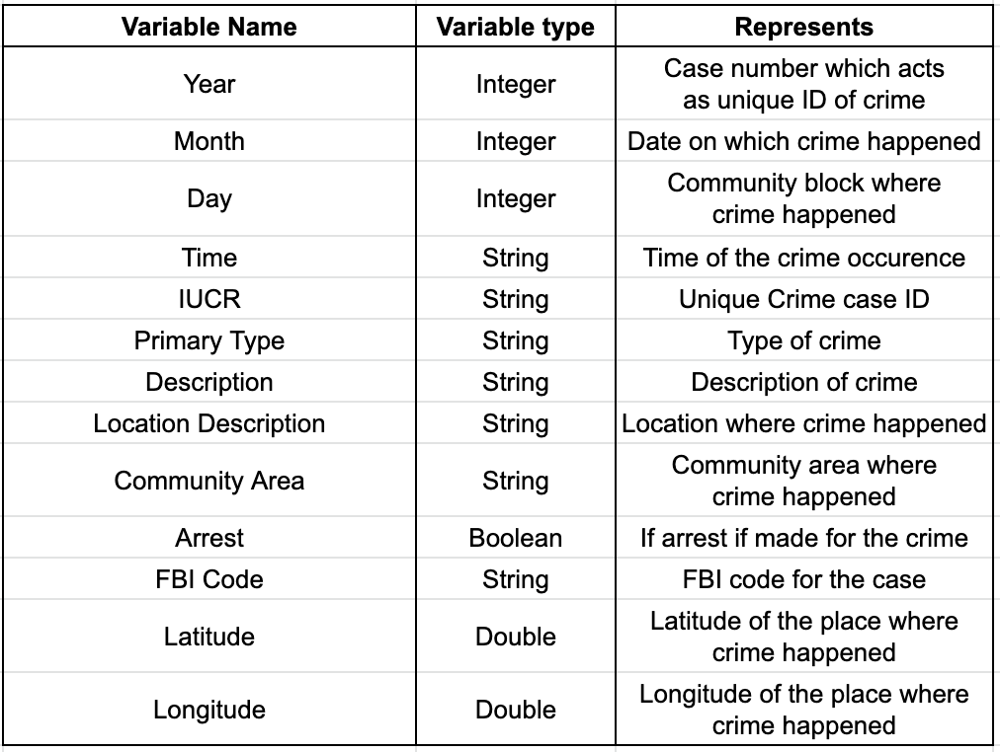 Variable Name Variable type Represents
Year Integer Case number which acts
as unique ID of crime
Month Integer Date on which crime happened
Day Integer Community block where
crime happened
Time String Time of the crime occurence
IUCR String Unique Crime case ID
Primary Type String Type of crime
Description String Description of crime
Location Description String Location where crime happened
Community Area String Community area where
crime happened
Arrest Boolean If arrest if made for the crime
FBI Code String FBI code for the case
Latitude Double Latitude of the place where
crime happened
Longitude Double Longitude of the place where
crime happened